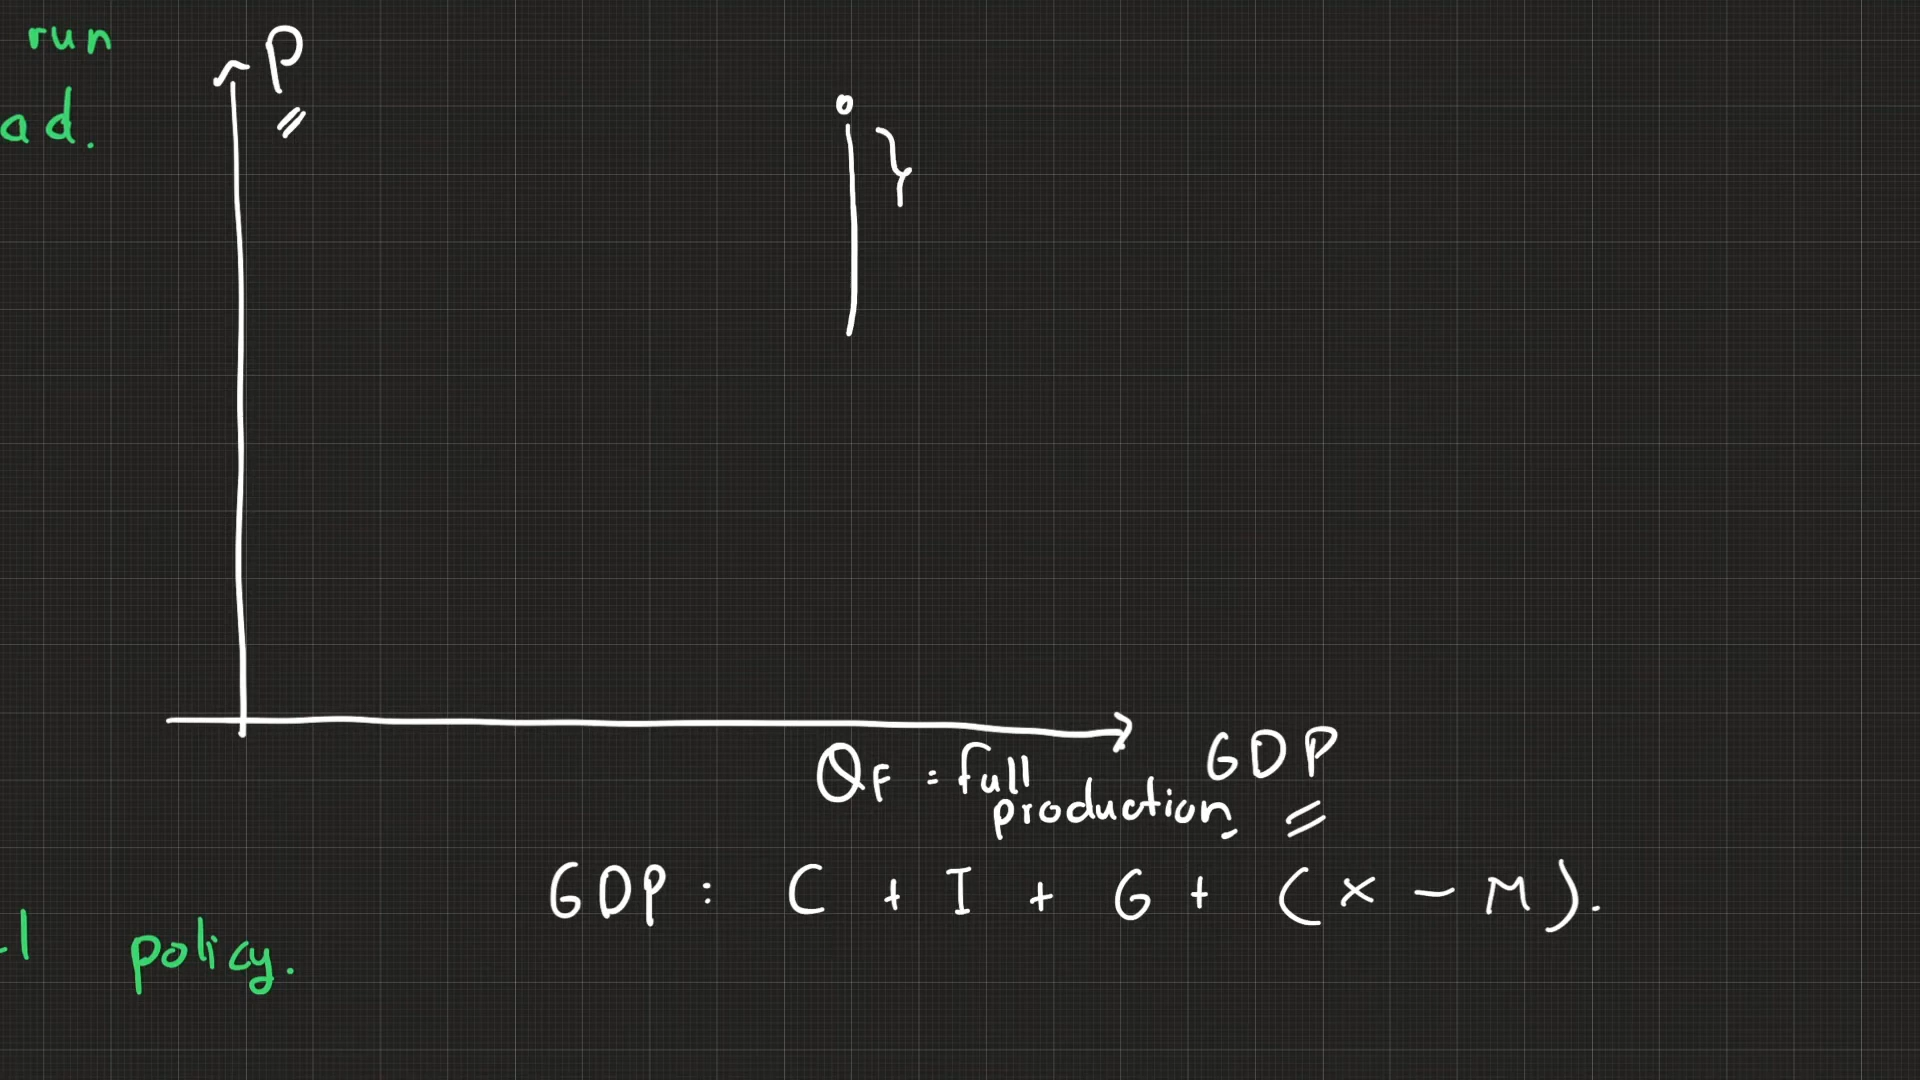 run
ad.
P
QF = full
production.
GDP
GDP : C + I + G + (X - M).
policy.